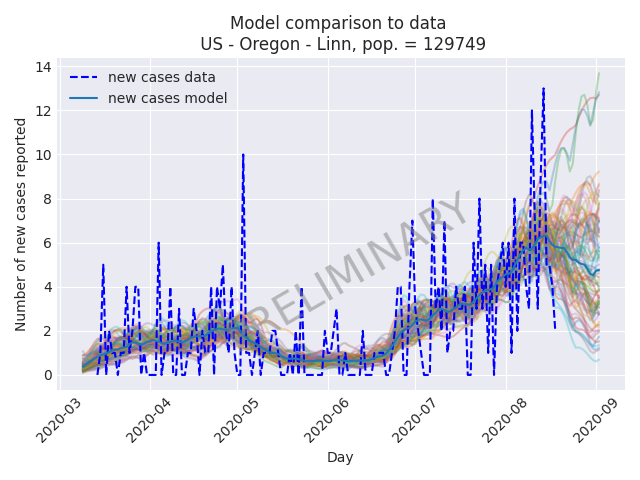 Model comparison to data
US - Oregon - Linn, pop. = 129749
14
12
10
8
6
4
2
0
Number of new cases reported
new cases data
new cases model
PRELIMINARY
2020-03
2020-04
2020-05
2020-06
2020-07
2020-08
2020-09
Day